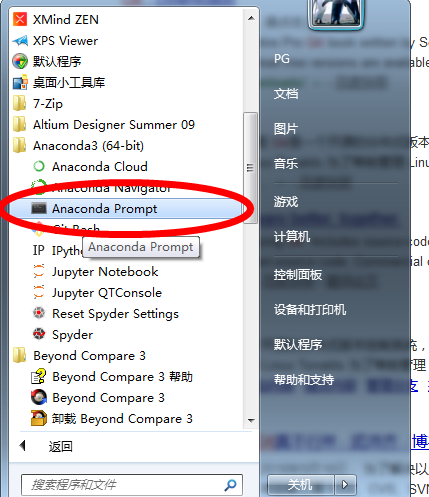 XMind ZEN
XPS Viewer
默认程序
桌面小工具库
7-Zip
Altium Designer Summer 09
Anaconda3 (64-bit)
Anaconda Cloud
Anaconda Navigator
Anaconda Prompt
Git Bash
Anaconda Prompt
IP IPytho
Jupyter Notebook
Jupyter QTConsole
Reset Spyder Settings
Spyder
Beyond Compare 3
Beyond Compare 3 帮助
Beyond Compare 3
卸载 Beyond Compare 3
返回
搜索程序和文件
PG
文档
图片
音乐
游戏
计算机
控制面板
设备和打印机
默认程序
帮助和支持
关机